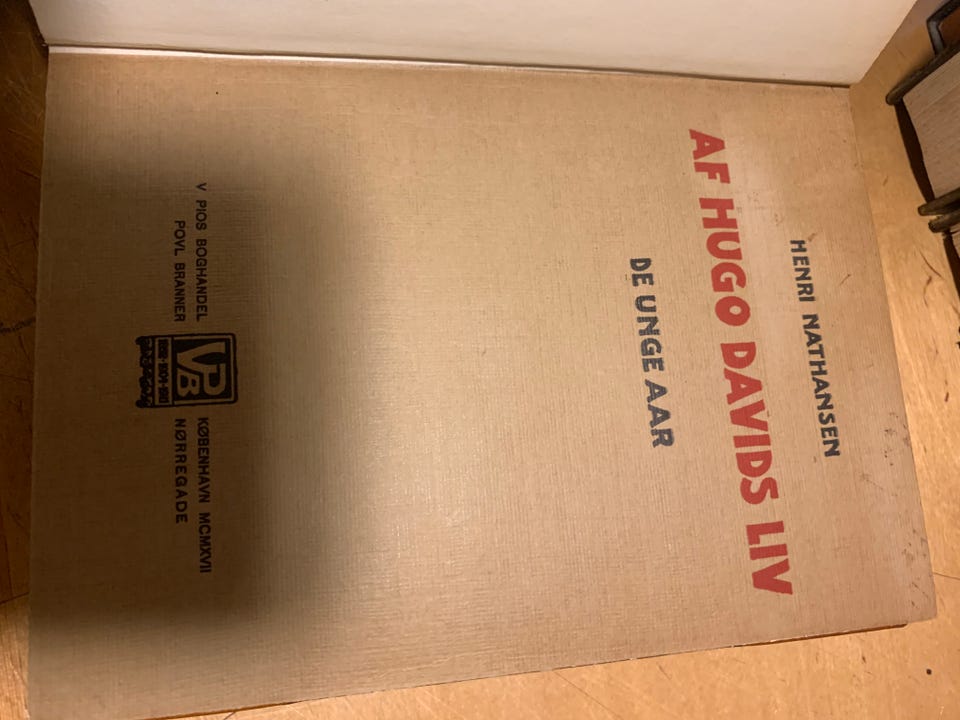 HENRI NATHANSEN
AF HUGO DAVIDS LIV
DE UNGE AAR
V PIOS BOGHANDEL
POVL BRANNER
VPB
KØBENHAVN MCMXVII
NØRREGADE